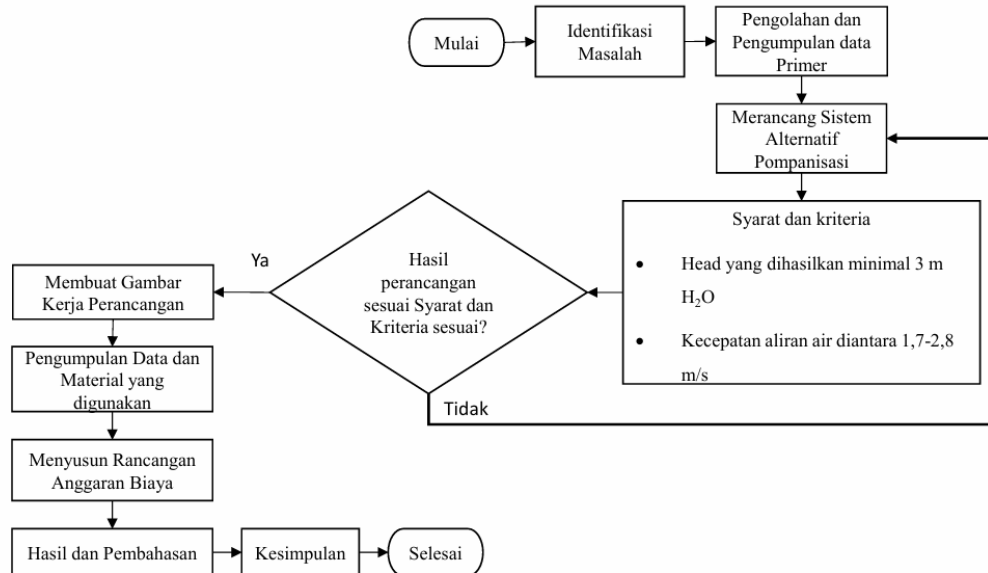 Mulai
Identifikasi
Masalah
Pengolahan dan
Pengumpulan data
Primer
Merancang Sistem
Alternatif
Pompanisasi
Syarat dan kriteria
• Head yang dihasilkan minimal 3 m
H₂O
• Kecepatan aliran air diantara 1,7-2,8
m/s
Hasil
perancangan
sesuai Syarat dan
Kriteria sesuai?
Ya
Tidak
Membuat Gambar
Kerja Perancangan
Pengumpulan Data dan
Material yang
digunakan
Menyusun Rancangan
Anggaran Biaya
Hasil dan Pembahasan
Kesimpulan
Selesai